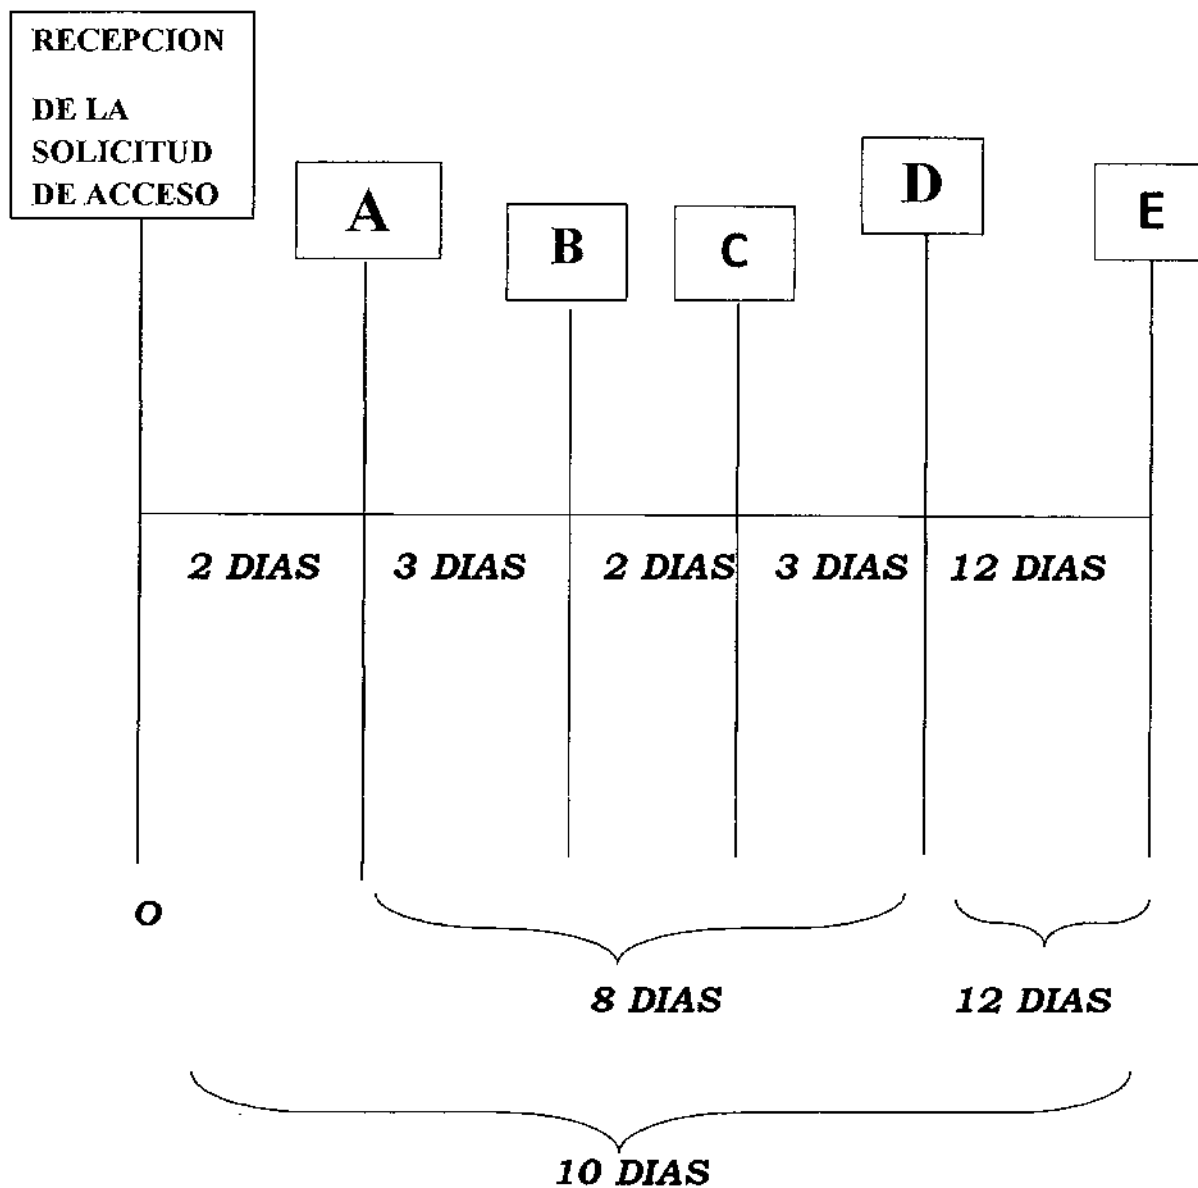 RECEPCION
DE LA
SOLICITUD
DE ACCESO
A
B
C
D
E
2 DIAS
3 DIAS
2 DIAS
3 DIAS
12 DIAS
O
8 DIAS
12 DIAS
10 DIAS